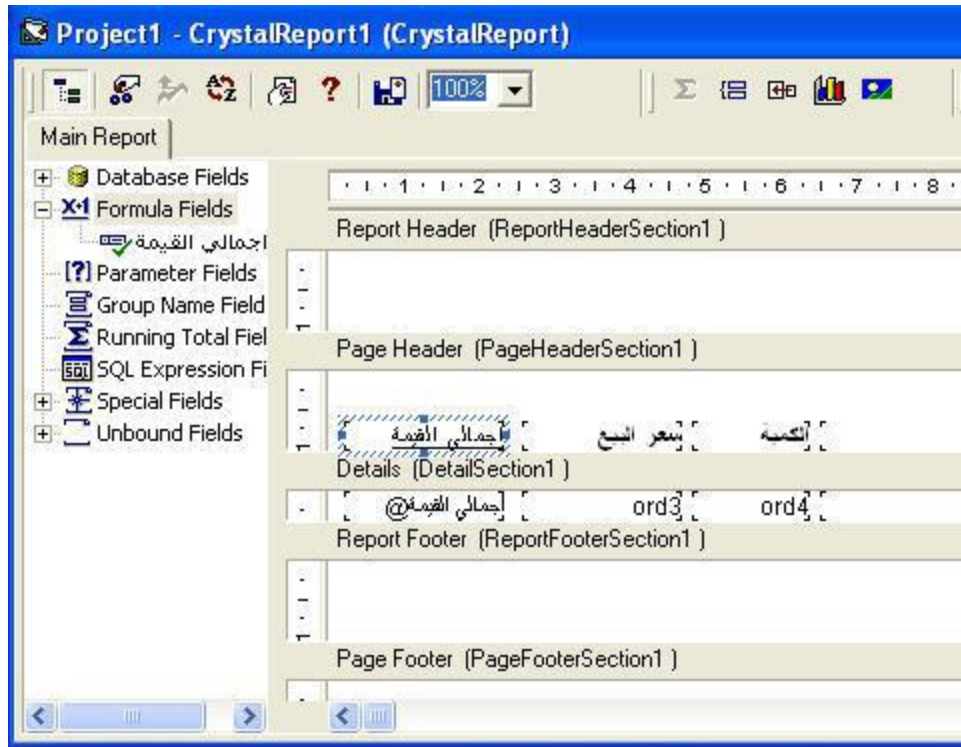 Project1 - CrystalReport1 (CrystalReport)
100%
Main Report
Database Fields
Formula Fields
اجمالي القيمة
Parameter Fields
Group Name Field
Running Total Fiel
SQL Expression Fi
Special Fields
Unbound Fields
1 2 3 4 5 6 7 8
Report Header (ReportHeaderSection1 )
Page Header (PageHeaderSection1 )
الكمية سعر البيع اجمالي القيمة
Details (DetailSection1 )
ord4 ord3 اجمالي القيمة@
Report Footer (ReportFooterSection1 )
Page Footer (PageFooterSection1 )